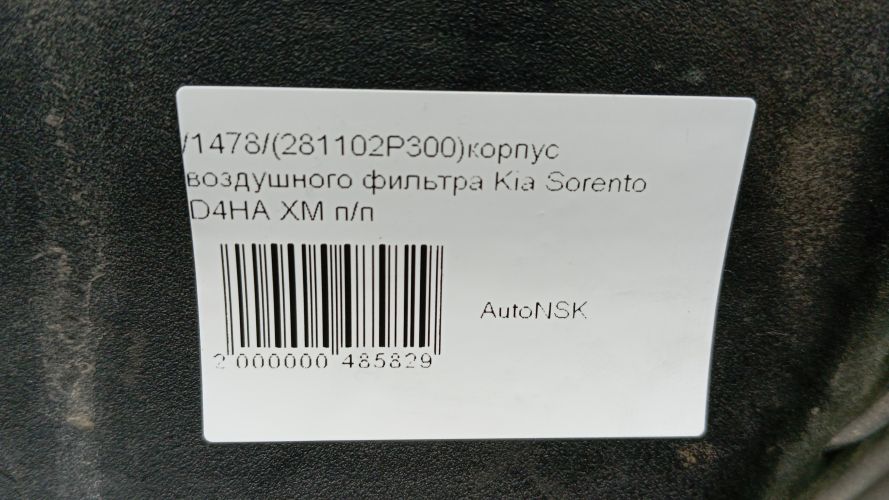 /1478/(281102P300)корпус
воздушного фильтра Kia Sorento
D4HA XM п/п
AutoNSK
2 000000 485829